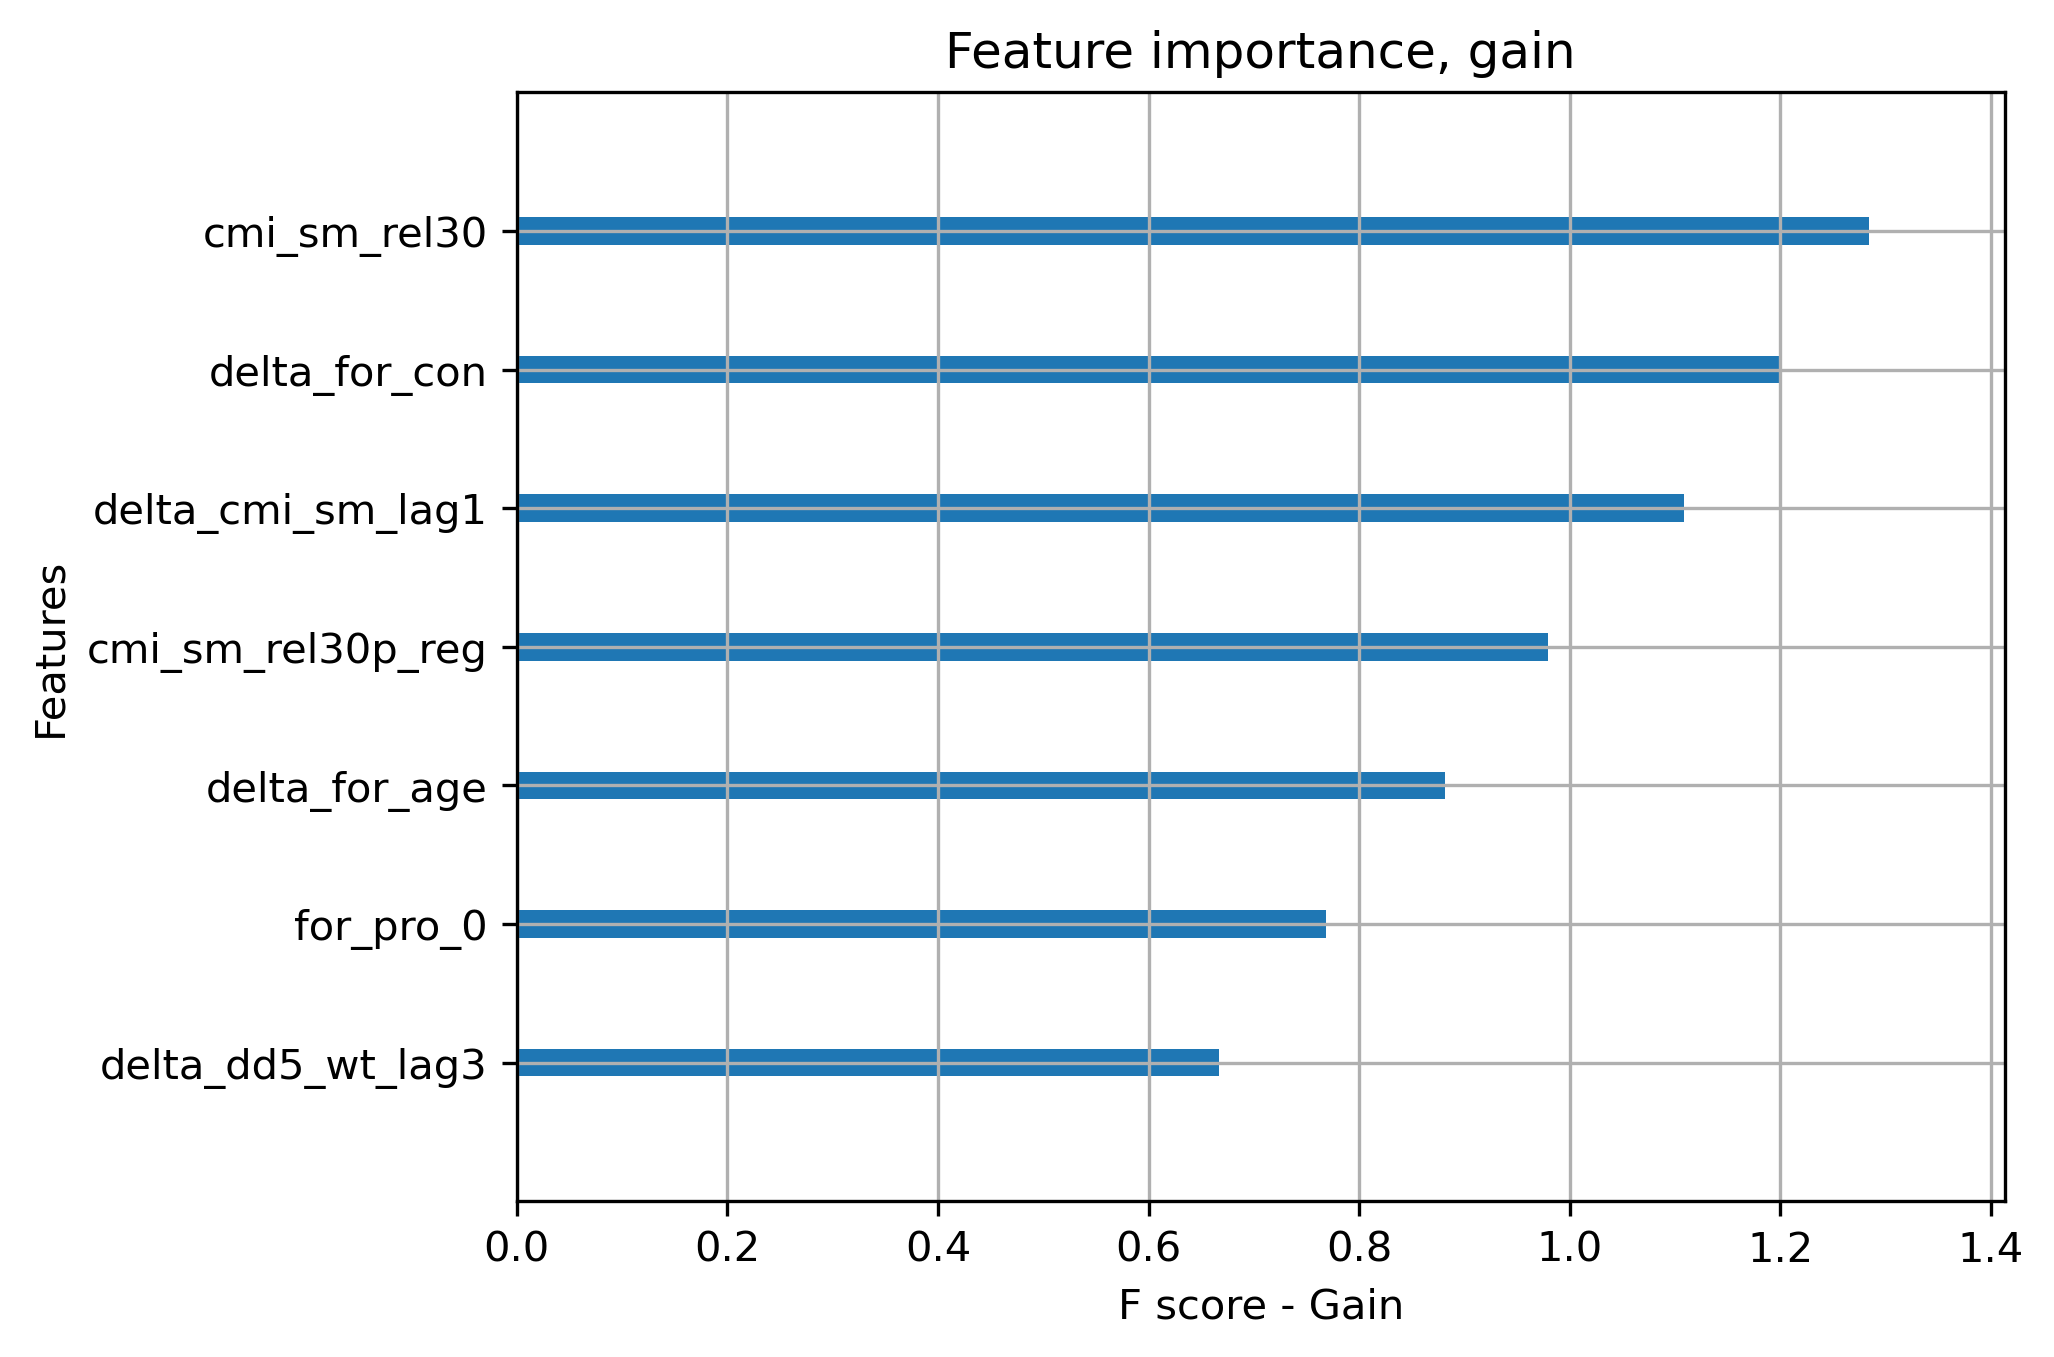 Feature importance, gain
Features
cmi_sm_rel30
delta_for_con
delta_cmi_sm_lag1
cmi_sm_rel30p_reg
delta_for_age
for_pro_0
delta_dd5_wt_lag3
0.0 0.2 0.4 0.6 0.8 1.0 1.2 1.4
F score - Gain